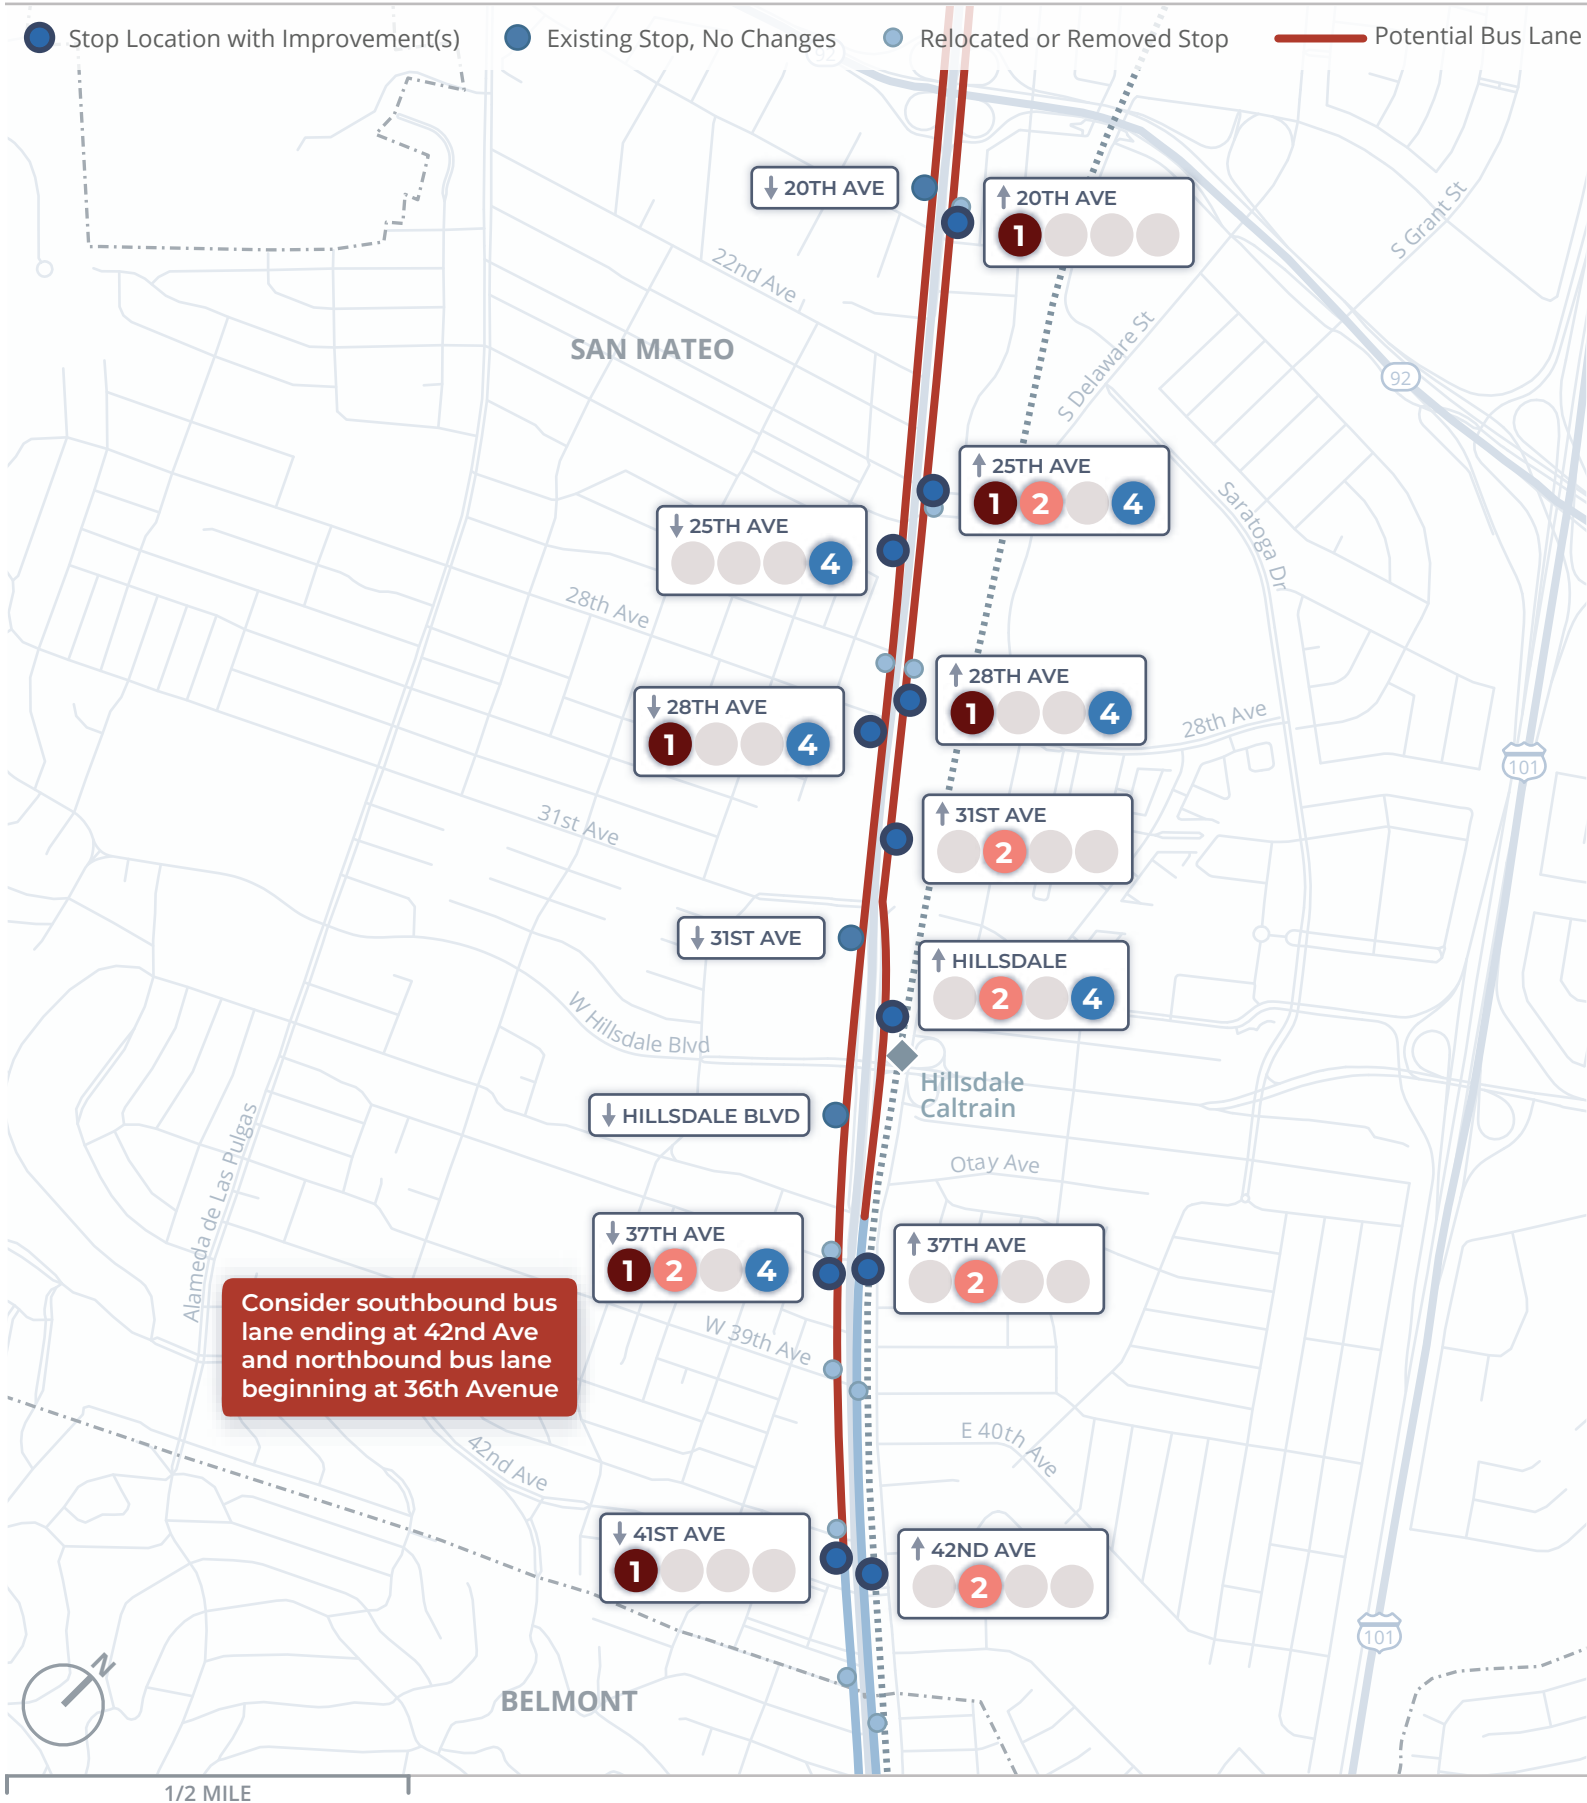 Stop Location with Improvement(s)
Existing Stop, No Changes
Relocated or Removed Stop
Potential Bus Lane
92
↓ 20TH AVE
↑ 20TH AVE
1
S Grant St
22nd Ave
SAN MATEO
S Delaware St
92
↑ 25TH AVE
1 2 4
↓ 25TH AVE
4
Saratoga Dr
28th Ave
↑ 28TH AVE
1 4
↓ 28TH AVE
1 4
28th Ave
101
31st Ave
↑ 31ST AVE
2
↓ 31ST AVE
↑ HILLSDALE
2 4
W Hillsdale Blvd
Hillsdale
Caltrain
↓ HILLSDALE BLVD
Alameda de Las Pulgas
Otay Ave
↓ 37TH AVE
1 2 4
↑ 37TH AVE
2
Consider southbound bus
lane ending at 42nd Ave
and northbound bus lane
beginning at 36th Avenue
W 39th Ave
E 40th Ave
42nd Ave
↓ 41ST AVE
1
↑ 42ND AVE
2
101
N
BELMONT
1/2 MILE